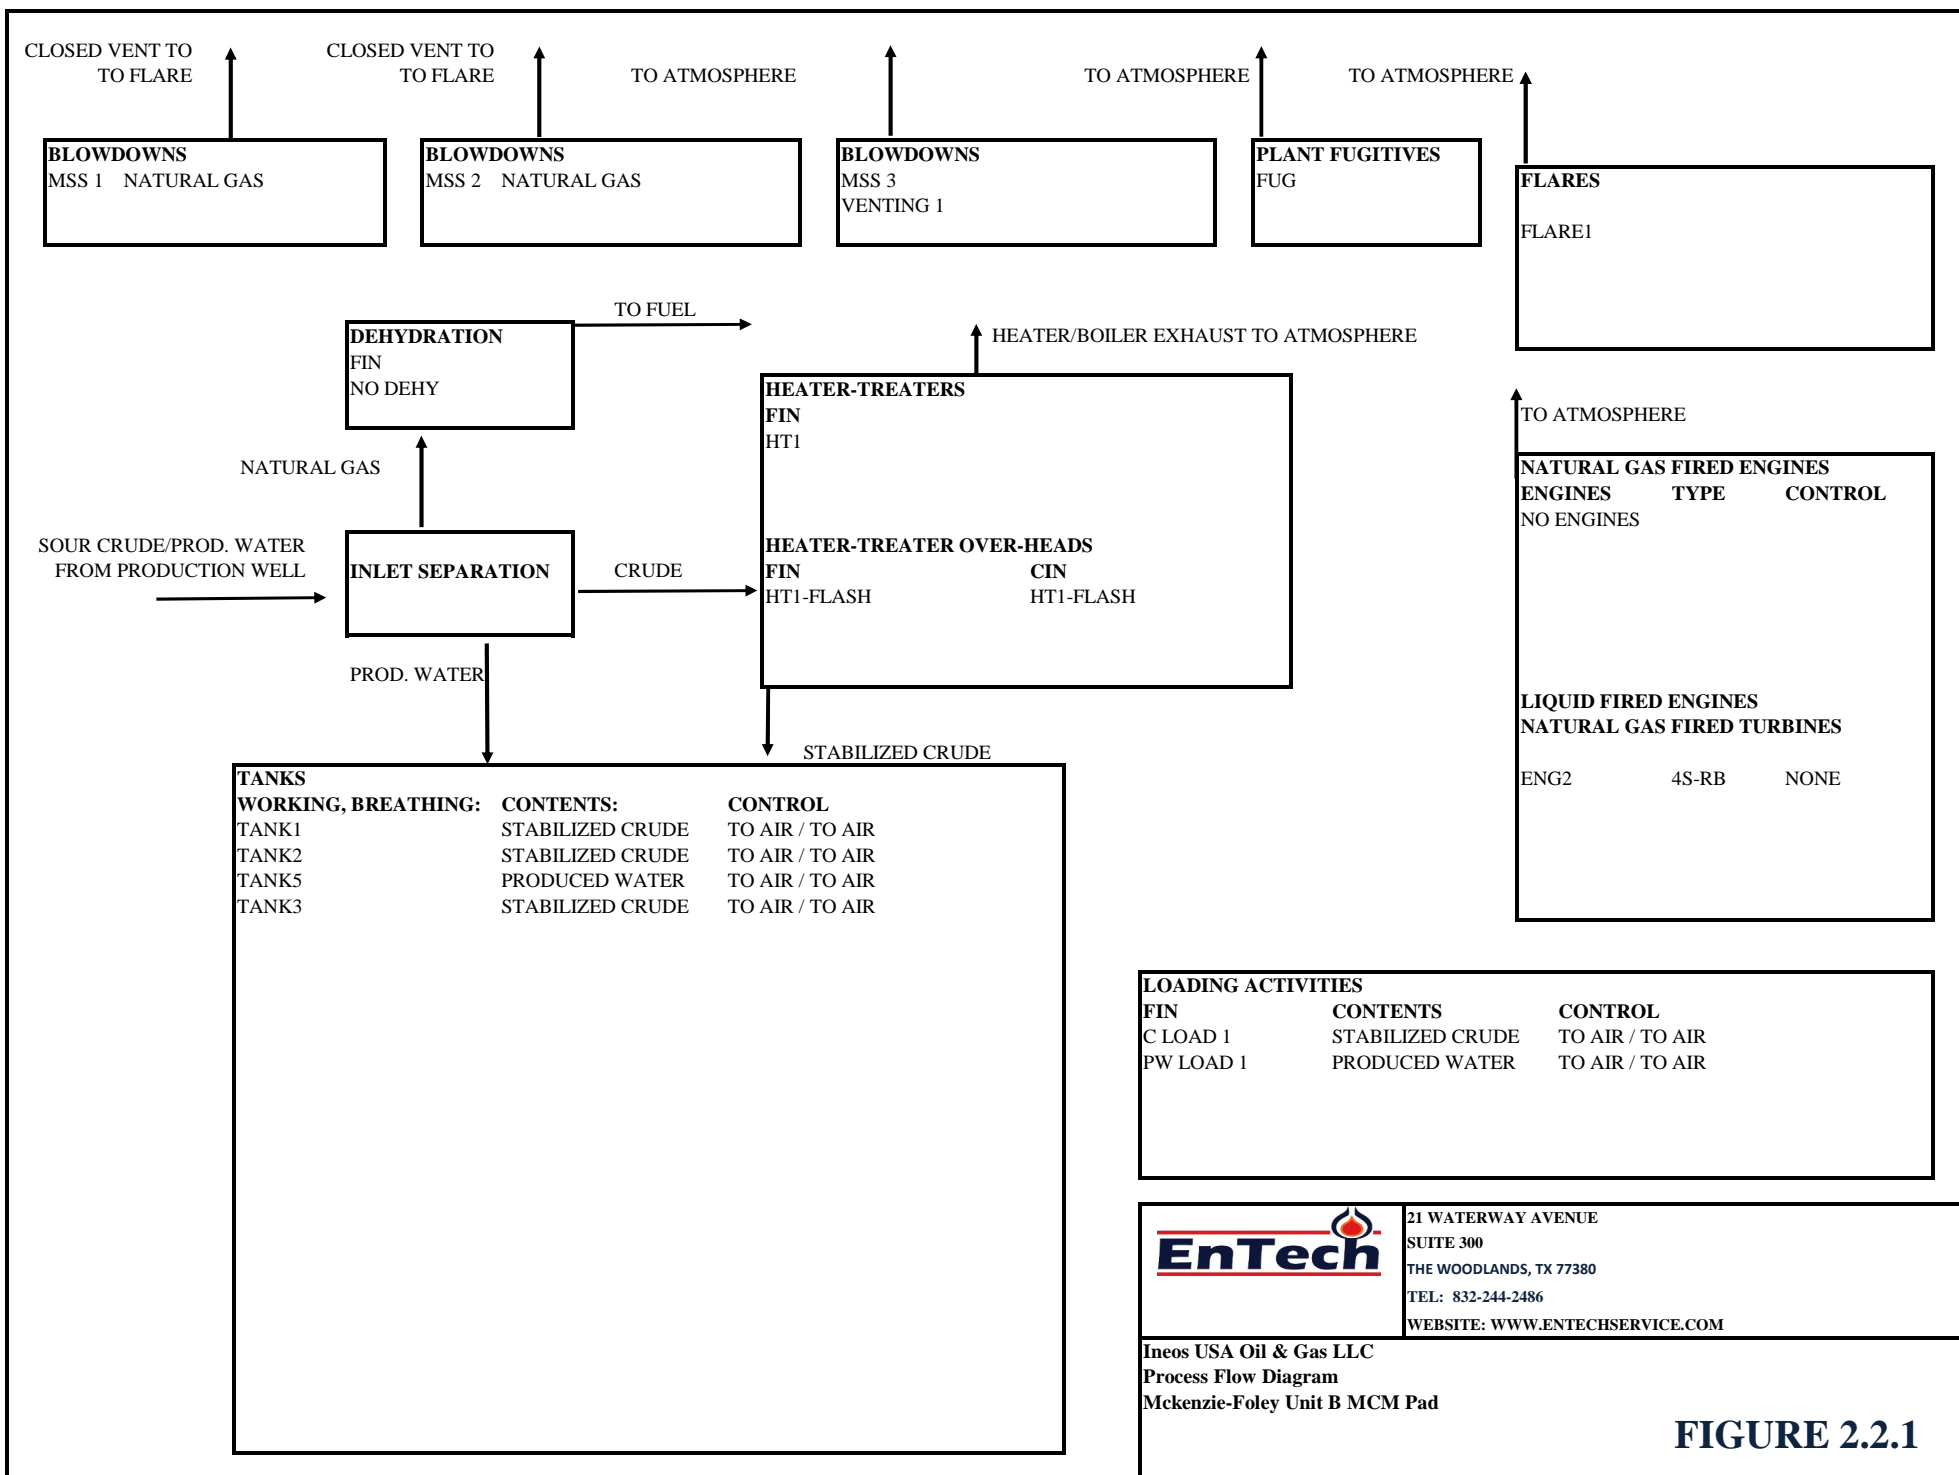 CLOSED VENT TO
TO FLARE
CLOSED VENT TO
TO FLARE
TO ATMOSPHERE
TO ATMOSPHERE
TO ATMOSPHERE
BLOWDOWNS
MSS 1 NATURAL GAS
BLOWDOWNS
MSS 2 NATURAL GAS
BLOWDOWNS
MSS 3
VENTING 1
PLANT FUGITIVES
FUG
FLARES
FLARE1
TO FUEL
DEHYDRATION
FIN
NO DEHY
HEATER/BOILER EXHAUST TO ATMOSPHERE
NATURAL GAS
HEATER-TREATERS
FIN
HT1
HEATER-TREATER OVER-HEADS
FIN CIN
HT1-FLASH HT1-FLASH
TO ATMOSPHERE
NATURAL GAS FIRED ENGINES
ENGINES TYPE CONTROL
NO ENGINES
LIQUID FIRED ENGINES
NATURAL GAS FIRED TURBINES
ENG2 4S-RB NONE
SOUR CRUDE/PROD. WATER
FROM PRODUCTION WELL
INLET SEPARATION
CRUDE
PROD. WATER
STABILIZED CRUDE
TANKS
WORKING, BREATHING: CONTENTS: CONTROL
TANK1 STABILIZED CRUDE TO AIR / TO AIR
TANK2 STABILIZED CRUDE TO AIR / TO AIR
TANK5 PRODUCED WATER TO AIR / TO AIR
TANK3 STABILIZED CRUDE TO AIR / TO AIR
LOADING ACTIVITIES
FIN CONTENTS CONTROL
C LOAD 1 STABILIZED CRUDE TO AIR / TO AIR
PW LOAD 1 PRODUCED WATER TO AIR / TO AIR
EnTech
21 WATERWAY AVENUE
SUITE 300
THE WOODLANDS, TX 77380
TEL: 832-244-2486
WEBSITE: WWW.ENTECHSERVICE.COM
Ineos USA Oil & Gas LLC
Process Flow Diagram
Mckenzie-Foley Unit B MCM Pad
FIGURE 2.2.1